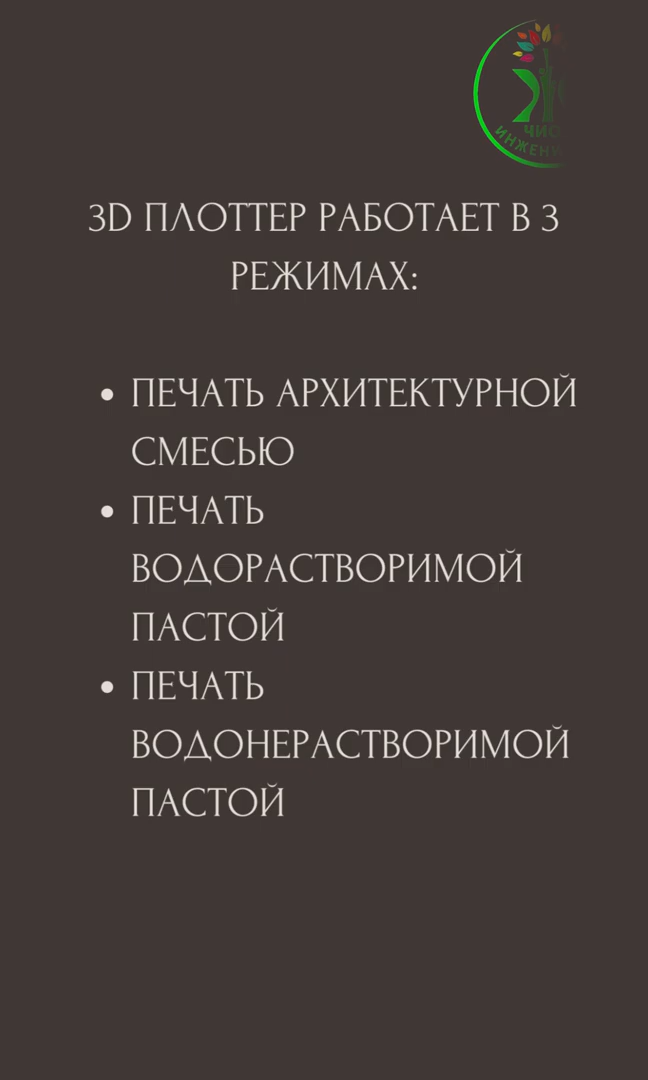 3D ПЛОТТЕР РАБОТАЕТ В 3
РЕЖИМАХ:
• ПЕЧАТЬ АРХИТЕКТУРНОЙ
СМЕСЬЮ
• ПЕЧАТЬ
ВОДОРАСТВОРИМОЙ
ПАСТОЙ
• ПЕЧАТЬ
ВОДОНЕРАСТВОРИМОЙ
ПАСТОЙ